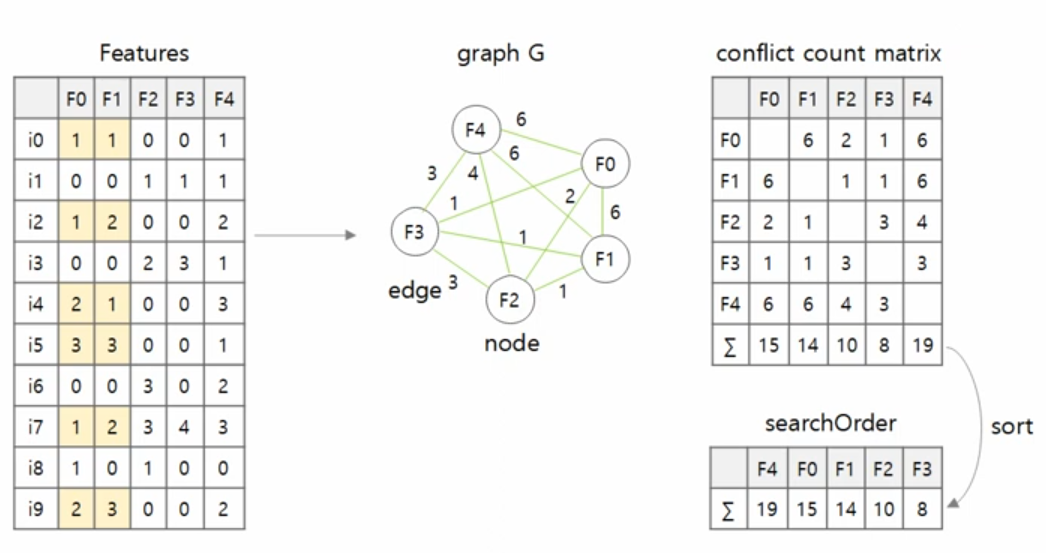 Features
F0 F1 F2 F3 F4
i0 1 1 0 0 1
i1 0 0 1 1 1
i2 1 2 0 0 2
i3 0 0 2 3 1
i4 2 1 0 0 3
i5 3 3 0 0 1
i6 0 0 3 0 2
i7 1 2 3 4 3
i8 1 0 1 0 0
i9 2 3 0 0 2
graph G
6
F4
6
F0
3
4
2
1
6
F3
1
F1
edge
3
F2
1
node
conflict count matrix
F0 F1 F2 F3 F4
F0 6 2 1 6
F1 6 1 1 6
F2 2 1 3 4
F3 1 1 3 3
F4 6 6 4 3
∑ 15 14 10 8 19
sort
searchOrder
F4 F0 F1 F2 F3
∑ 19 15 14 10 8